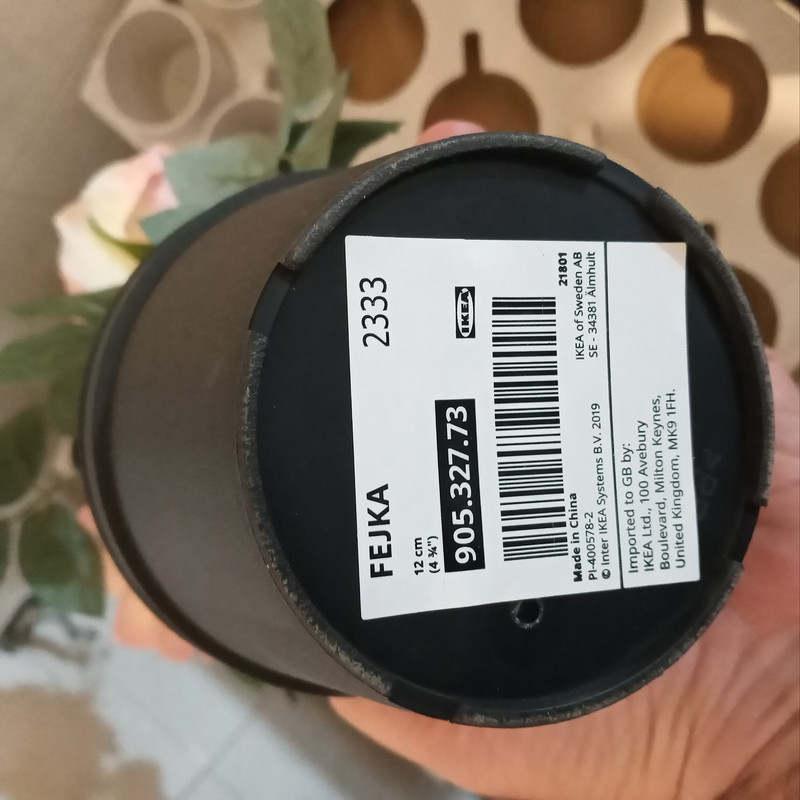 FEJKA 2333
12 cm
(4 ¾")
905.327.73
IKEA
21801
Made in China
PI-400578-2
© Inter IKEA Systems B.V. 2019
IKEA of Sweden AB
SE - 34381 Älmhult
Imported to GB by:
IKEA Ltd., 100 Avebury
Boulevard, Milton Keynes,
United Kingdom, MK9 1FH.